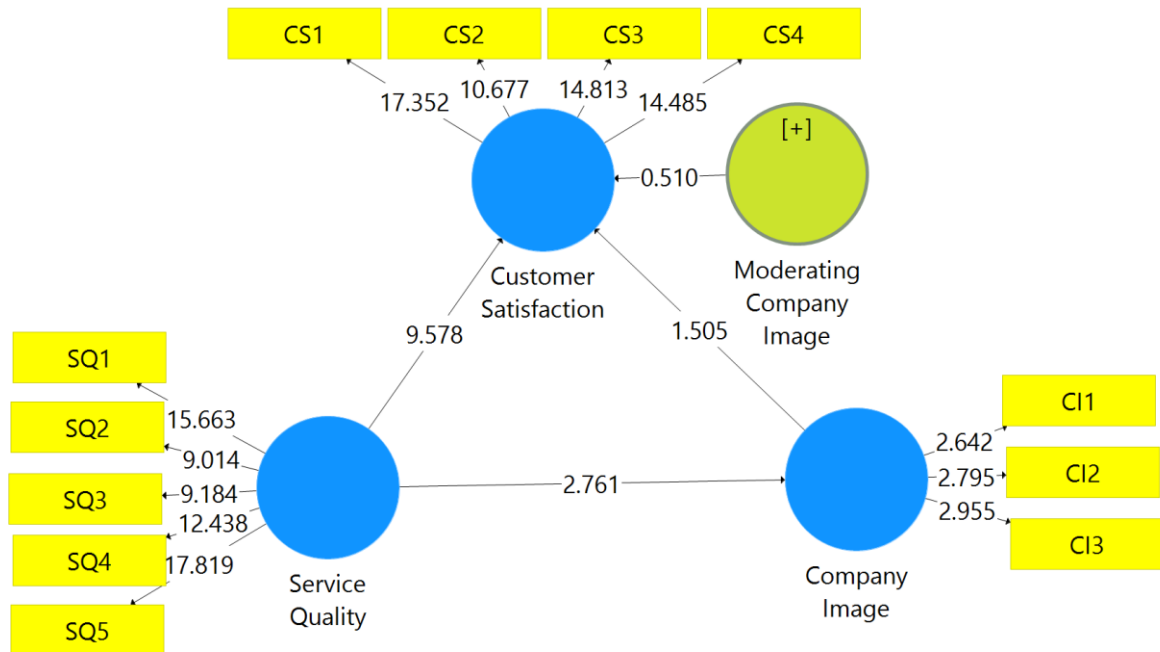 CS1
CS2
CS3
CS4
17.352
10.677
14.813
14.485
[+]
0.510
Customer
Satisfaction
Moderating
Company
Image
9.578
1.505
SQ1
SQ2
SQ3
SQ4
SQ5
15.663
9.014
9.184
12.438
17.819
Service
Quality
2.761
Company
Image
2.642
2.795
2.955
CI1
CI2
CI3